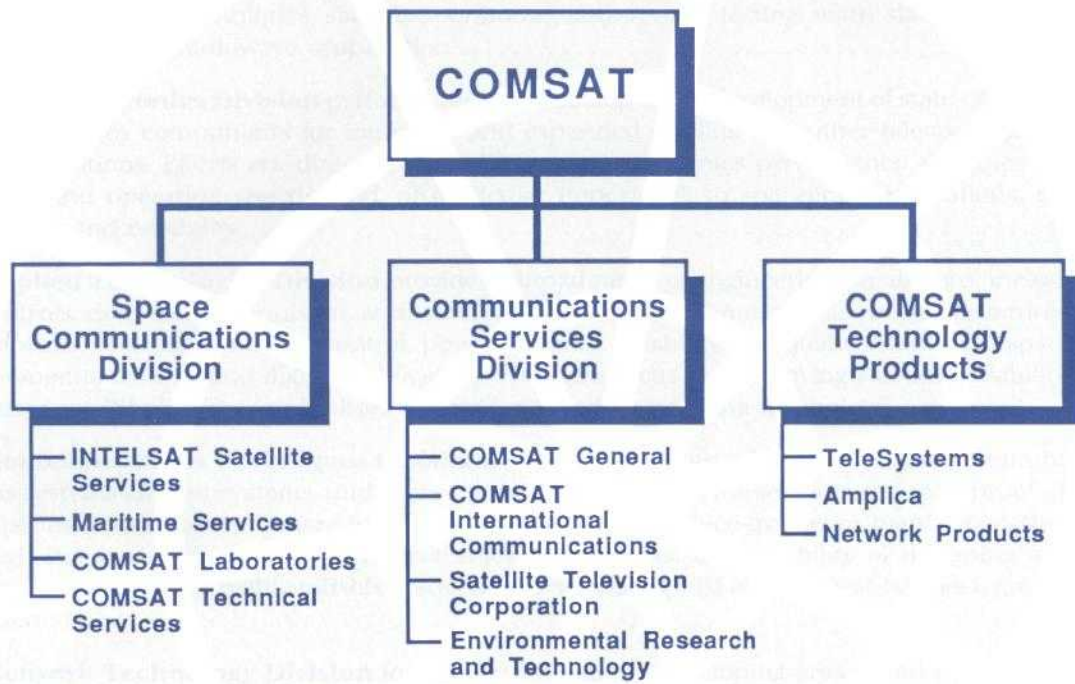 COMSAT
Space
Communications
Division
INTELSAT Satellite
Services
Maritime Services
COMSAT Laboratories
COMSAT Technical
Services
Communications
Services
Division
COMSAT General
COMSAT
International
Communications
Satellite Television
Corporation
Environmental Research
and Technology
COMSAT
Technology
Products
TeleSystems
Amplica
Network Products